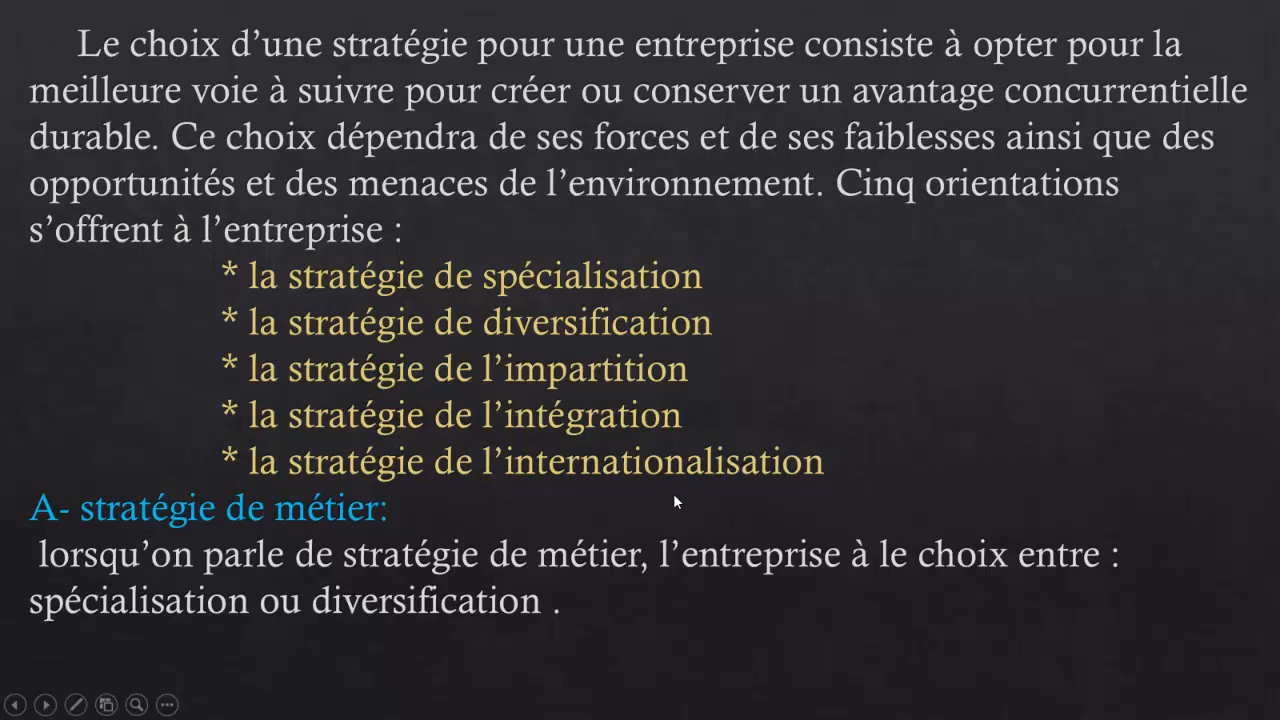 Le choix d’une stratégie pour une entreprise consiste à opter pour la
meilleure voie à suivre pour créer ou conserver un avantage concurrentielle
durable. Ce choix dépendra de ses forces et de ses faiblesses ainsi que des
opportunités et des menaces de l’environnement. Cinq orientations
s’offrent à l’entreprise :
* la stratégie de spécialisation
* la stratégie de diversification
* la stratégie de l’impartition
* la stratégie de l’intégration
* la stratégie de l’internationalisation
A- stratégie de métier:
lorsqu’on parle de stratégie de métier, l’entreprise à le choix entre :
spécialisation ou diversification .